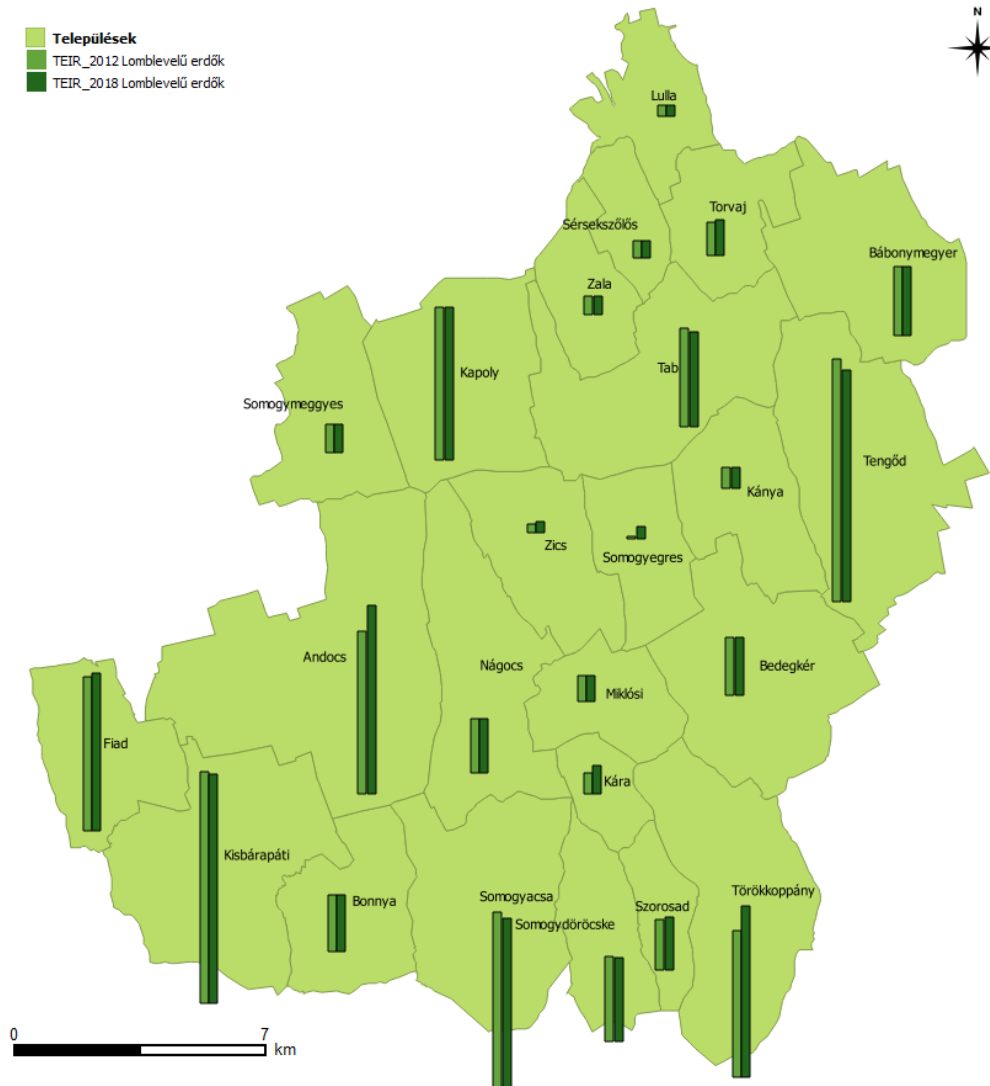 N
Települések
TEIR_2012 Lomblevelű erdők
TEIR_2018 Lomblevelű erdők
Lulla
Torvaj
Sérsekszőlős
Bábonymegyer
Zala
Kapoly
Tab
Somogymeggyes
Tengőd
Kánya
Zics
Somogyegres
Andocs
Nágocs
Bedegkér
Miklósi
Fiad
Kára
Kisbárapáti
Törökkoppány
Somogyacsa
Bonnya
Szorosad
Somogydöröcske
0 7
km